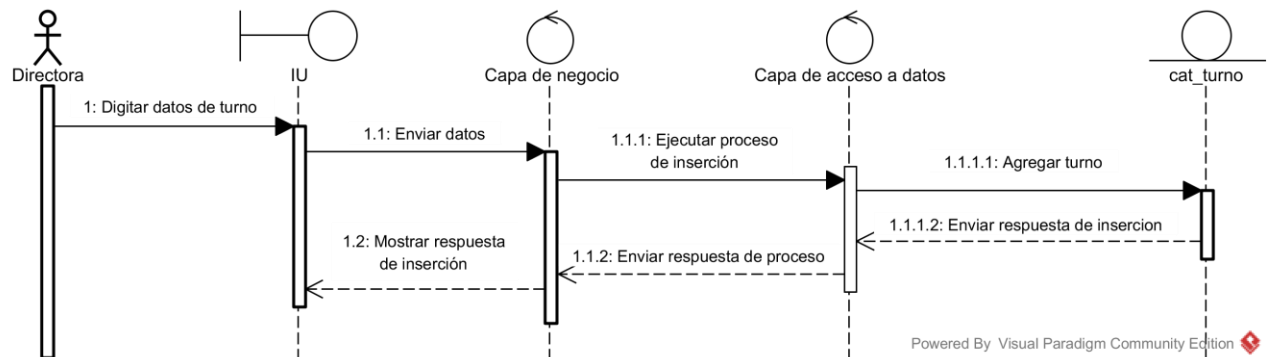 Directora
IU
Capa de negocio
Capa de acceso a datos
cat_turno
1: Digitar datos de turno
1.1: Enviar datos
1.1.1: Ejecutar proceso
de inserción
1.1.1.1: Agregar turno
1.1.1.2: Enviar respuesta de insercion
1.1.2: Enviar respuesta de proceso
1.2: Mostrar respuesta
de inserción
Powered By Visual Paradigm Community Edition